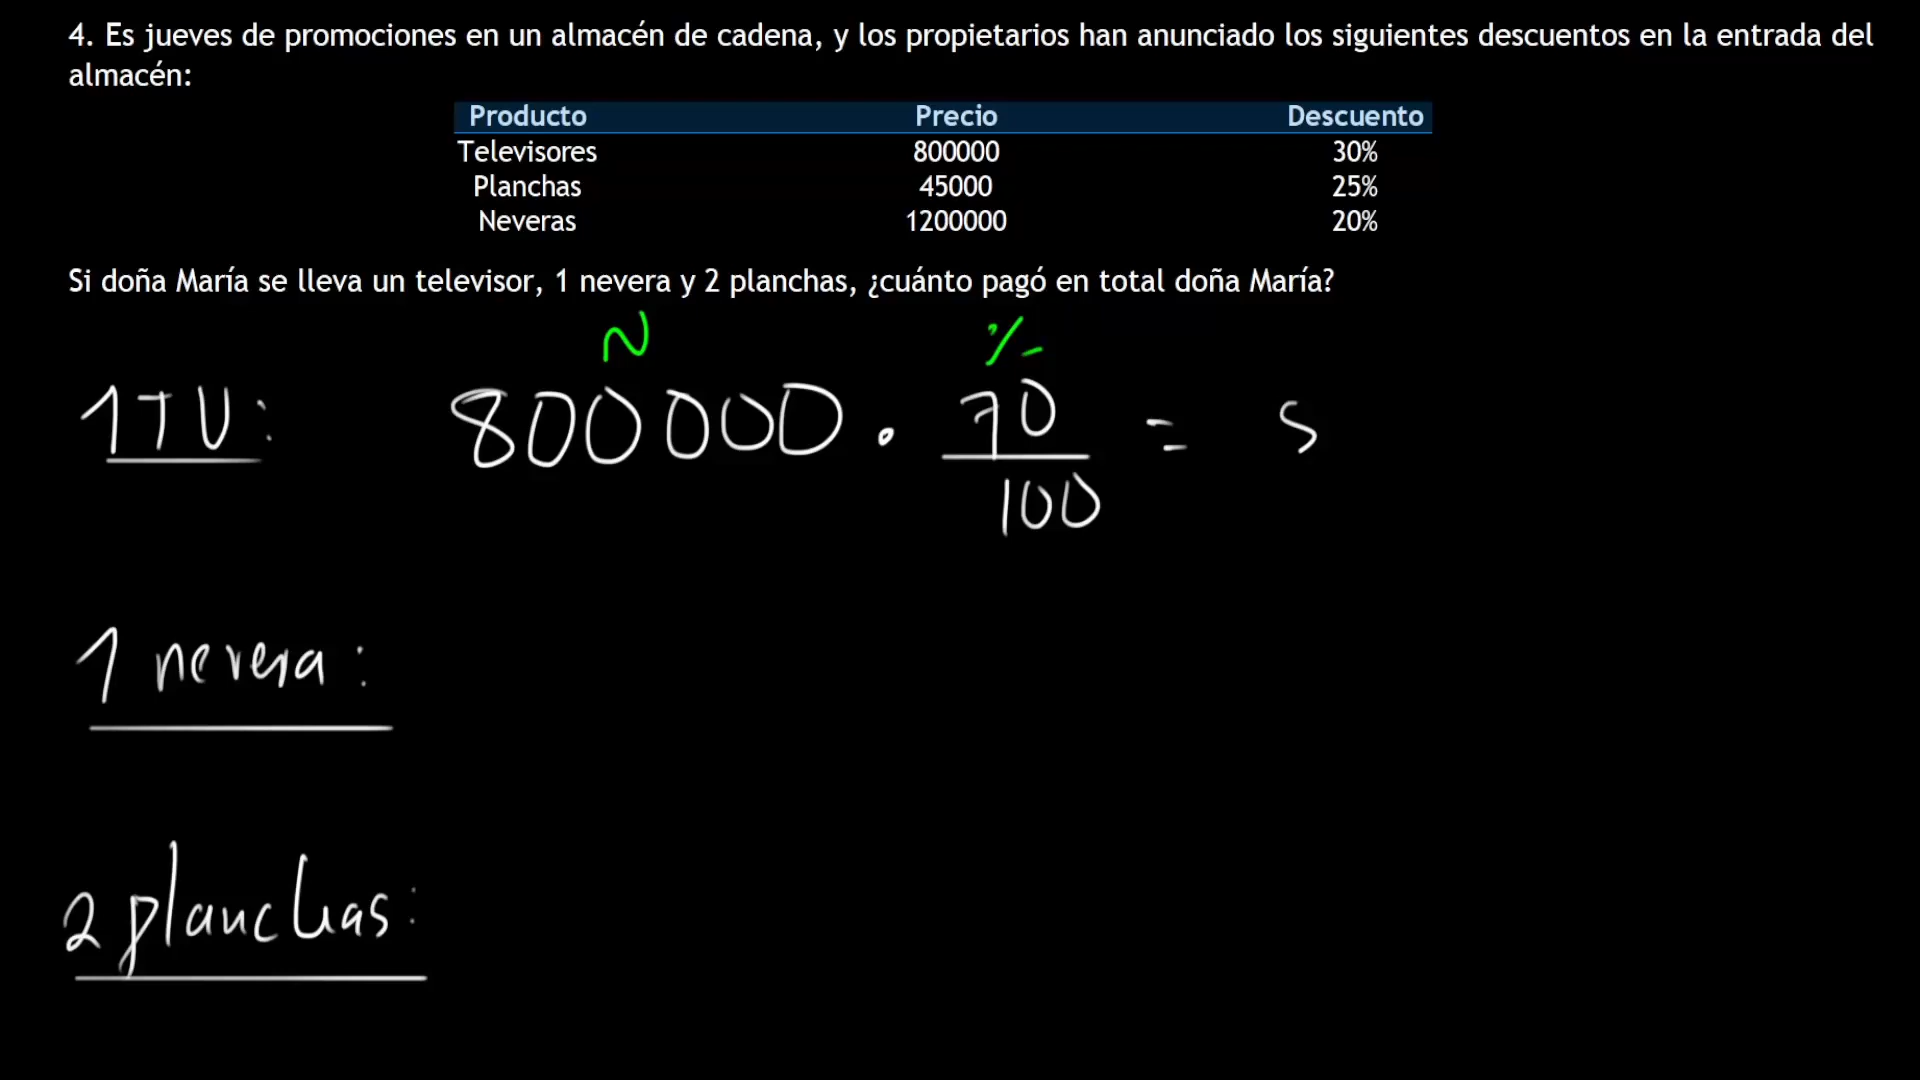 4. Es jueves de promociones en un almacén de cadena, y los propietarios han anunciado los siguientes descuentos en la entrada del
almacén:
Producto Precio Descuento
Televisores 800000 30%
Planchas 45000 25%
Neveras 1200000 20%
Si doña María se lleva un televisor, 1 nevera y 2 planchas, ¿cuánto pagó en total doña María?
N %
1TV: 800000 · 70 = 5
100
1 nevera:
2 planchas: